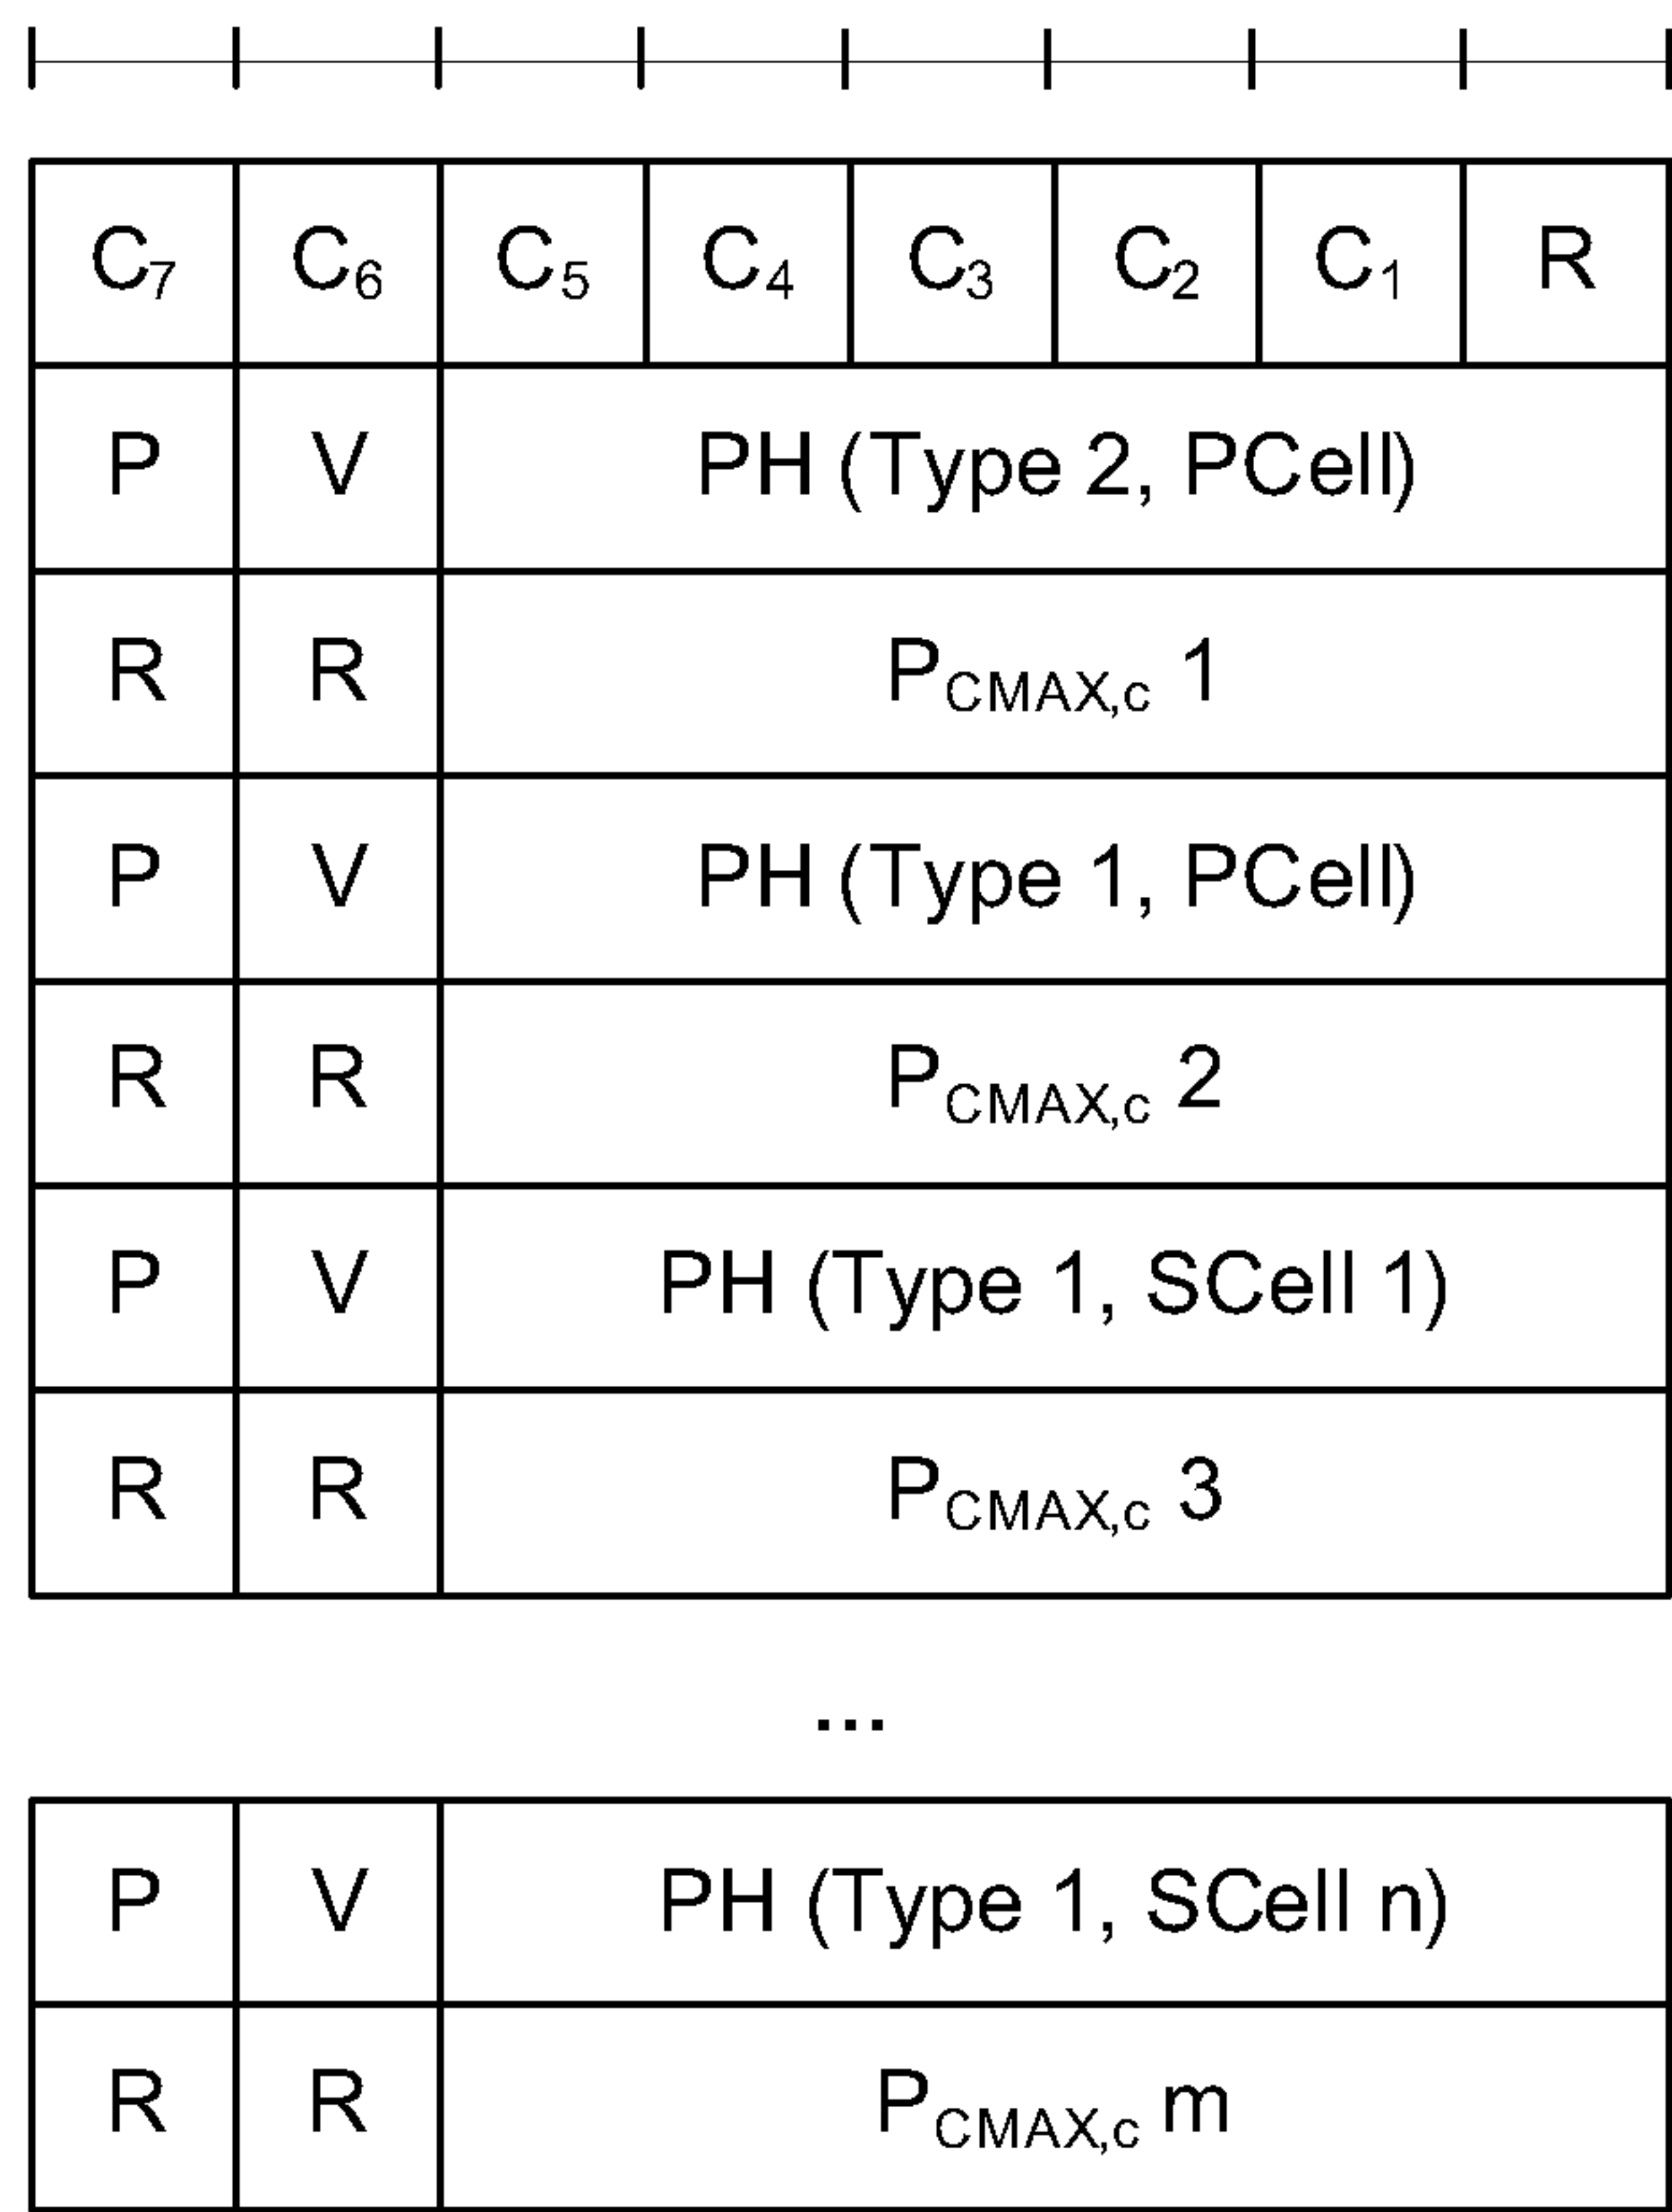 C7 C6 C5 C4 C3 C2 C1 R
P V PH (Type 2, PCell)
R R PCMAX,c 1
P V PH (Type 1, PCell)
R R PCMAX,c 2
P V PH (Type 1, SCell 1)
R R PCMAX,c 3
...
P V PH (Type 1, SCell n)
R R PCMAX,c m